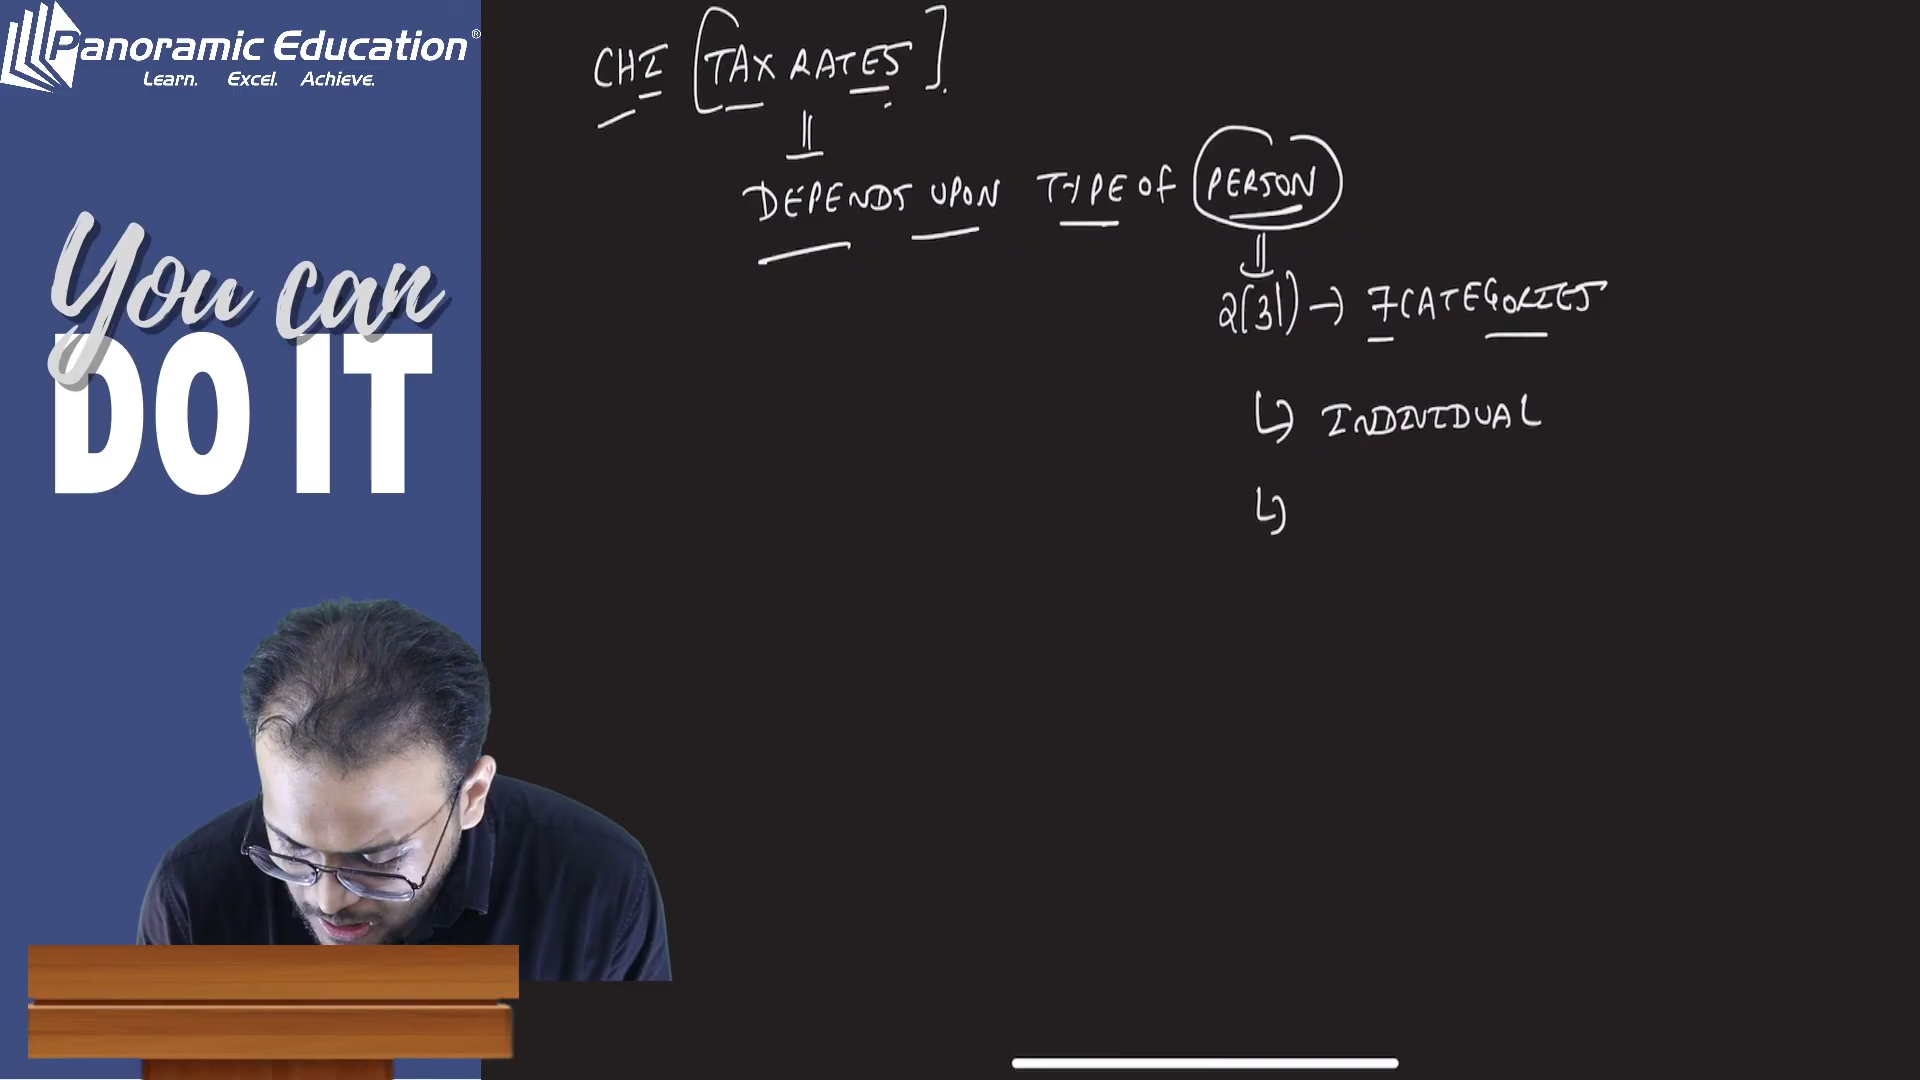 Panoramic Education®
Learn. Excel. Achieve.
You can
DO IT
CHI [TAX RATES].
DEPENDS UPON TYPE OF PERSON
2(31) → 7 CATEGORIES
↳ INDIVIDUAL
↳